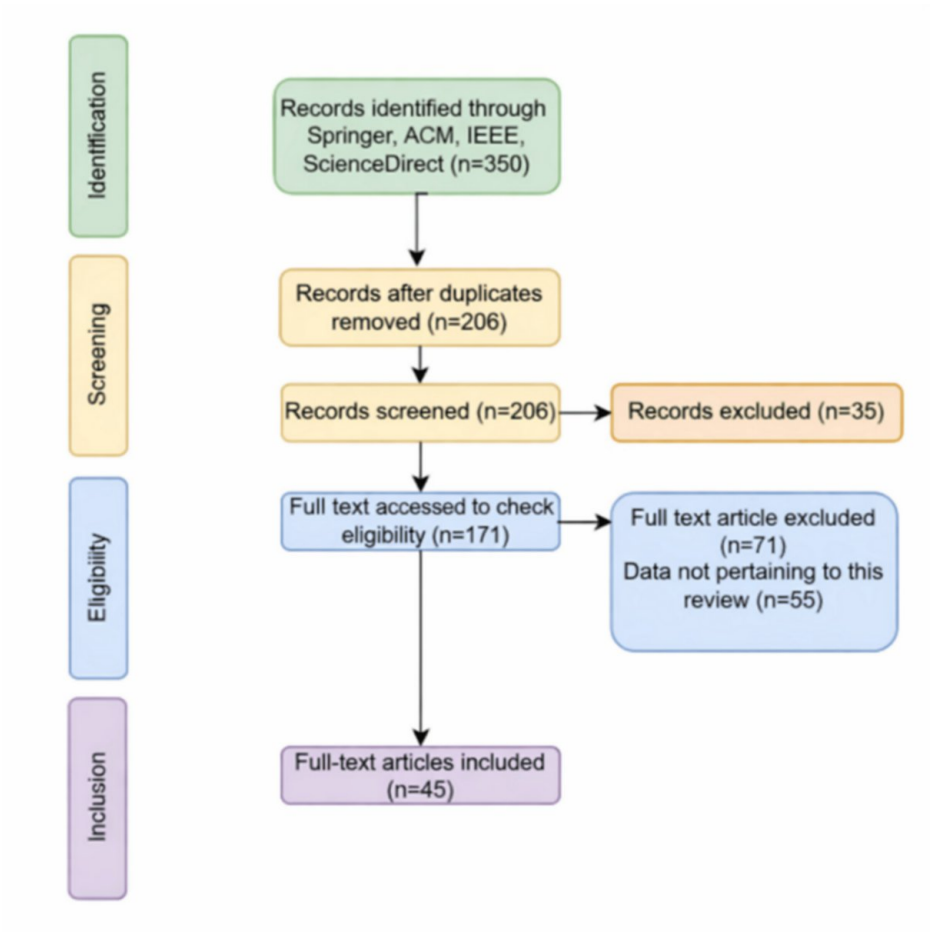 Identification
Records identified through
Springer, ACM, IEEE,
ScienceDirect (n=350)
Screening
Records after duplicates
removed (n=206)
Records screened (n=206)
Records excluded (n=35)
Eligibility
Full text accessed to check
eligibility (n=171)
Full text article excluded
(n=71)
Data not pertaining to this
review (n=55)
Inclusion
Full-text articles included
(n=45)